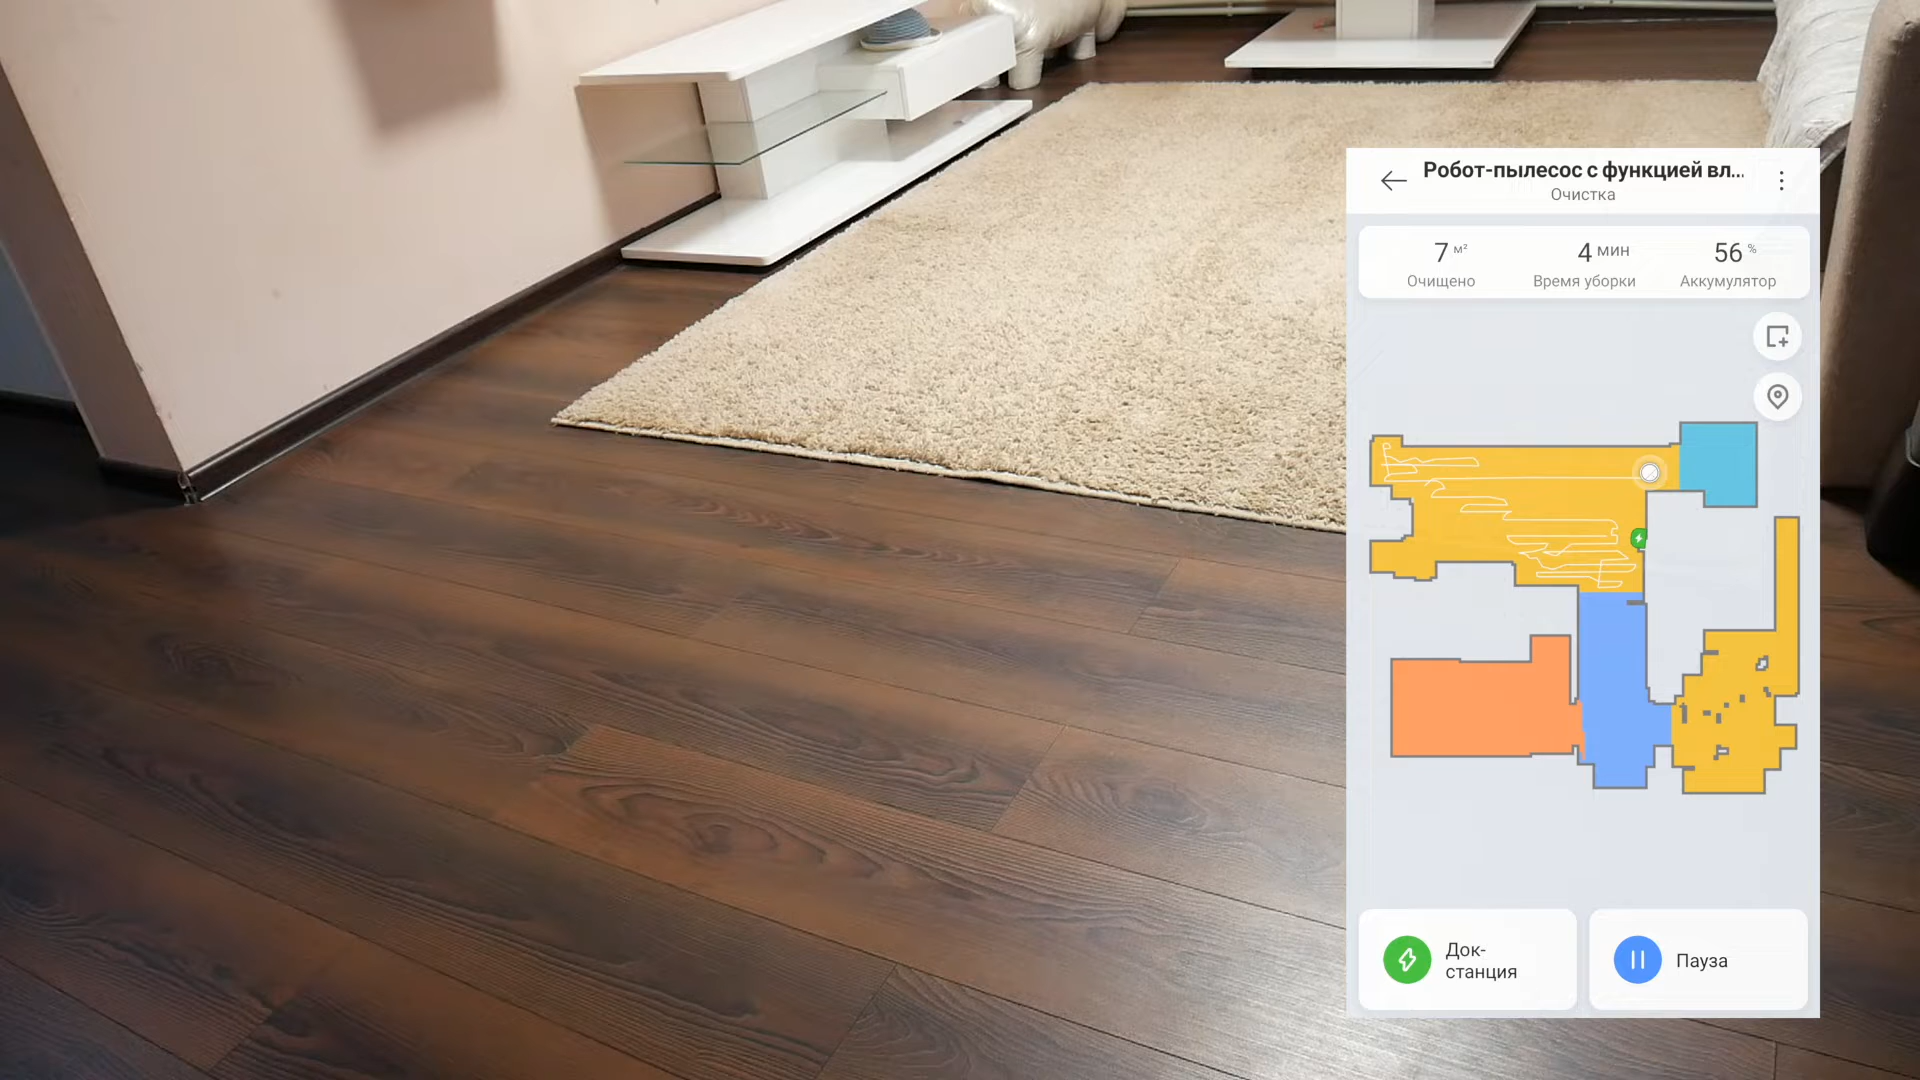 Робот-пылесос с функцией вл...
Очистка
7 м² 4 мин 56 %
Очищено Время уборки Аккумулятор
Док-
станция
Пауза